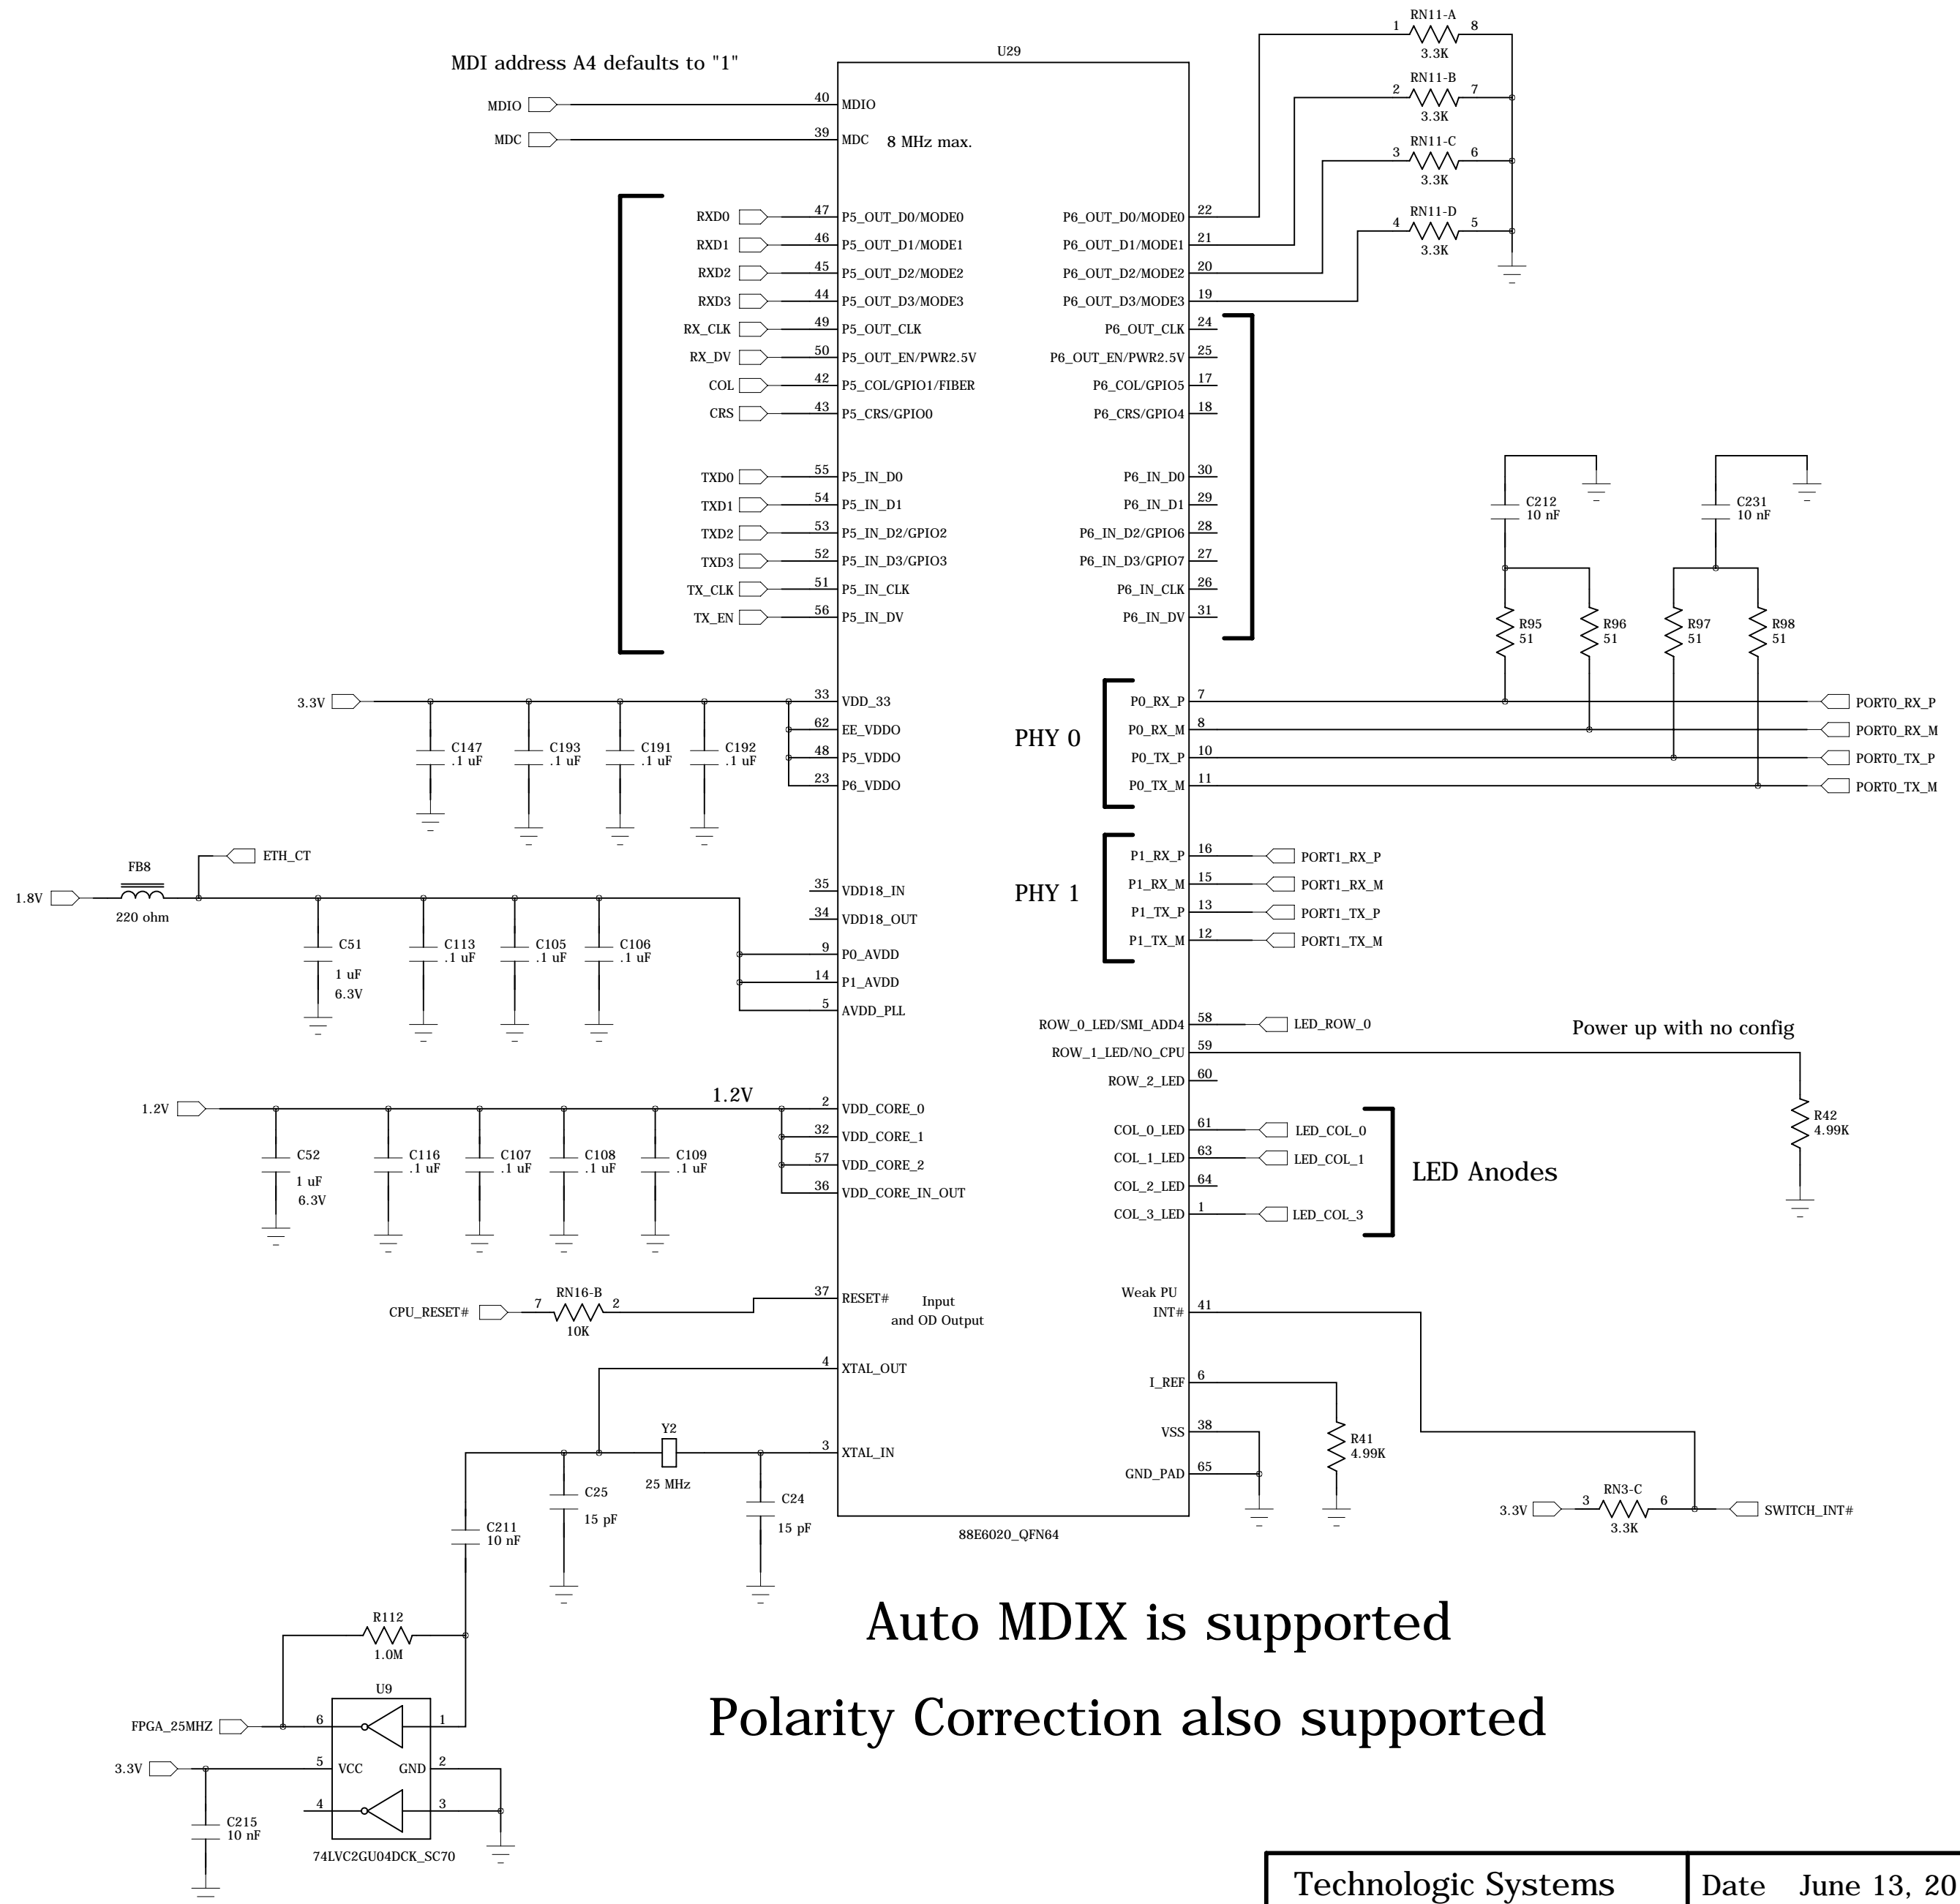 MDI address A4 defaults to "1"
U29
MDIO 40 MDIO
MDC 39 MDC 8 MHz max.
RXD0 47 P5_OUT_D0/MODE0
RXD1 46 P5_OUT_D1/MODE1
RXD2 45 P5_OUT_D2/MODE2
RXD3 44 P5_OUT_D3/MODE3
RX_CLK 49 P5_OUT_CLK
RX_DV 50 P5_OUT_EN/PWR2.5V
COL 42 P5_COL/GPIO1/FIBER
CRS 43 P5_CRS/GPIO0
TXD0 55 P5_IN_D0
TXD1 54 P5_IN_D1
TXD2 53 P5_IN_D2/GPIO2
TXD3 52 P5_IN_D3/GPIO3
TX_CLK 51 P5_IN_CLK
TX_EN 56 P5_IN_DV
3.3V 33 VDD_33
62 EE_VDDO
48 P5_VDDO
23 P6_VDDO
C147 .1 uF
C193 .1 uF
C191 .1 uF
C192 .1 uF
ETH_CT
FB8
1.8V
220 ohm
35 VDD18_IN
34 VDD18_OUT
9 P0_AVDD
14 P1_AVDD
5 AVDD_PLL
C51 1 uF 6.3V
C113 .1 uF
C105 .1 uF
C106 .1 uF
1.2V
1.2V
2 VDD_CORE_0
32 VDD_CORE_1
57 VDD_CORE_2
36 VDD_CORE_IN_OUT
C52 1 uF 6.3V
C116 .1 uF
C107 .1 uF
C108 .1 uF
C109 .1 uF
CPU_RESET# 7 RN16-B 2 10K
37 RESET# Input and OD Output
4 XTAL_OUT
Y2
25 MHz
3 XTAL_IN
C25 15 pF
C24 15 pF
C211 10 nF
R112
1.0M
U9
FPGA_25MHZ 6 1
3.3V 5 VCC GND 2
4 3
C215 10 nF
74LVC2GU04DCK_SC70
RN11-A 1 8 3.3K
RN11-B 2 7 3.3K
RN11-C 3 6 3.3K
RN11-D 4 5 3.3K
P6_OUT_D0/MODE0 22
P6_OUT_D1/MODE1 21
P6_OUT_D2/MODE2 20
P6_OUT_D3/MODE3 19
P6_OUT_CLK 24
P6_OUT_EN/PWR2.5V 25
P6_COL/GPIO5 17
P6_CRS/GPIO4 18
P6_IN_D0 30
P6_IN_D1 29
P6_IN_D2/GPIO6 28
P6_IN_D3/GPIO7 27
P6_IN_CLK 26
P6_IN_DV 31
C212 10 nF
C231 10 nF
R95 51
R96 51
R97 51
R98 51
PHY 0
P0_RX_P 7 PORT0_RX_P
P0_RX_M 8 PORT0_RX_M
P0_TX_P 10 PORT0_TX_P
P0_TX_M 11 PORT0_TX_M
PHY 1
P1_RX_P 16 PORT1_RX_P
P1_RX_M 15 PORT1_RX_M
P1_TX_P 13 PORT1_TX_P
P1_TX_M 12 PORT1_TX_M
ROW_0_LED/SMI_ADD4 58 LED_ROW_0
ROW_1_LED/NO_CPU 59
ROW_2_LED 60
Power up with no config
R42 4.99K
COL_0_LED 61 LED_COL_0
COL_1_LED 63 LED_COL_1
COL_2_LED 64
COL_3_LED 1 LED_COL_3
LED Anodes
Weak PU
INT# 41
I_REF 6
R41 4.99K
VSS 38
GND_PAD 65
3.3V 3 RN3-C 6 SWITCH_INT#
3.3K
88E6020_QFN64
Auto MDIX is supported
Polarity Correction also supported
Technologic Systems
Date June 13, 20